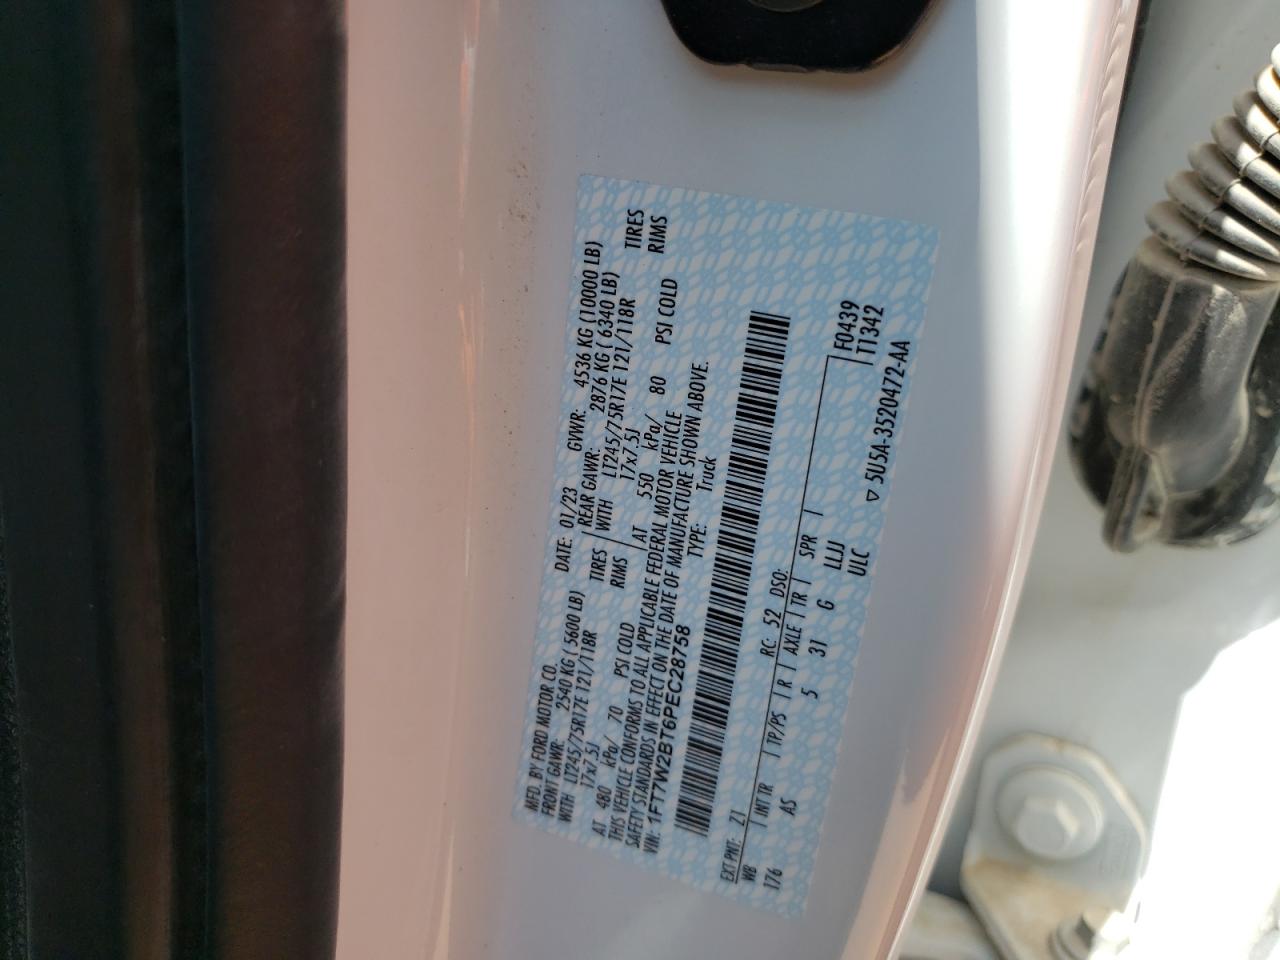 MFD. BY FORD MOTOR CO.
DATE: 01/23 GVWR: 4536 KG (10000 LB)
FRONT GAWR: 2540 KG ( 5600 LB) REAR GAWR: 2876 KG ( 6340 LB)
WITH LT245/75R17E 121/118R TIRES WITH LT245/75R17E 121/118R TIRES
17x7.5J RIMS 17x7.5J RIMS
AT 480 kPa/ 70 PSI COLD AT 550 kPa/ 80 PSI COLD
THIS VEHICLE CONFORMS TO ALL APPLICABLE FEDERAL MOTOR VEHICLE
SAFETY STANDARDS IN EFFECT ON THE DATE OF MANUFACTURE SHOWN ABOVE.
VIN: 1FT7W2BT6PEC28758 TYPE: Truck
EXT PNT: Z1 RC: 52 DSO:
WB INT TR TP/PS R AXLE TR SPR F0439
176 AS 5 31 G LJJ T1342
ULC ▽ 5U5A-3520472-AA